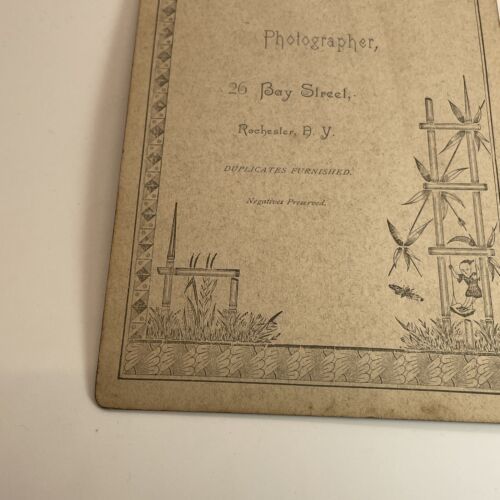 Photographer,
26 Bay Street,
Rochester, N. Y.
DUPLICATES FURNISHED.
Negatives Preserved.